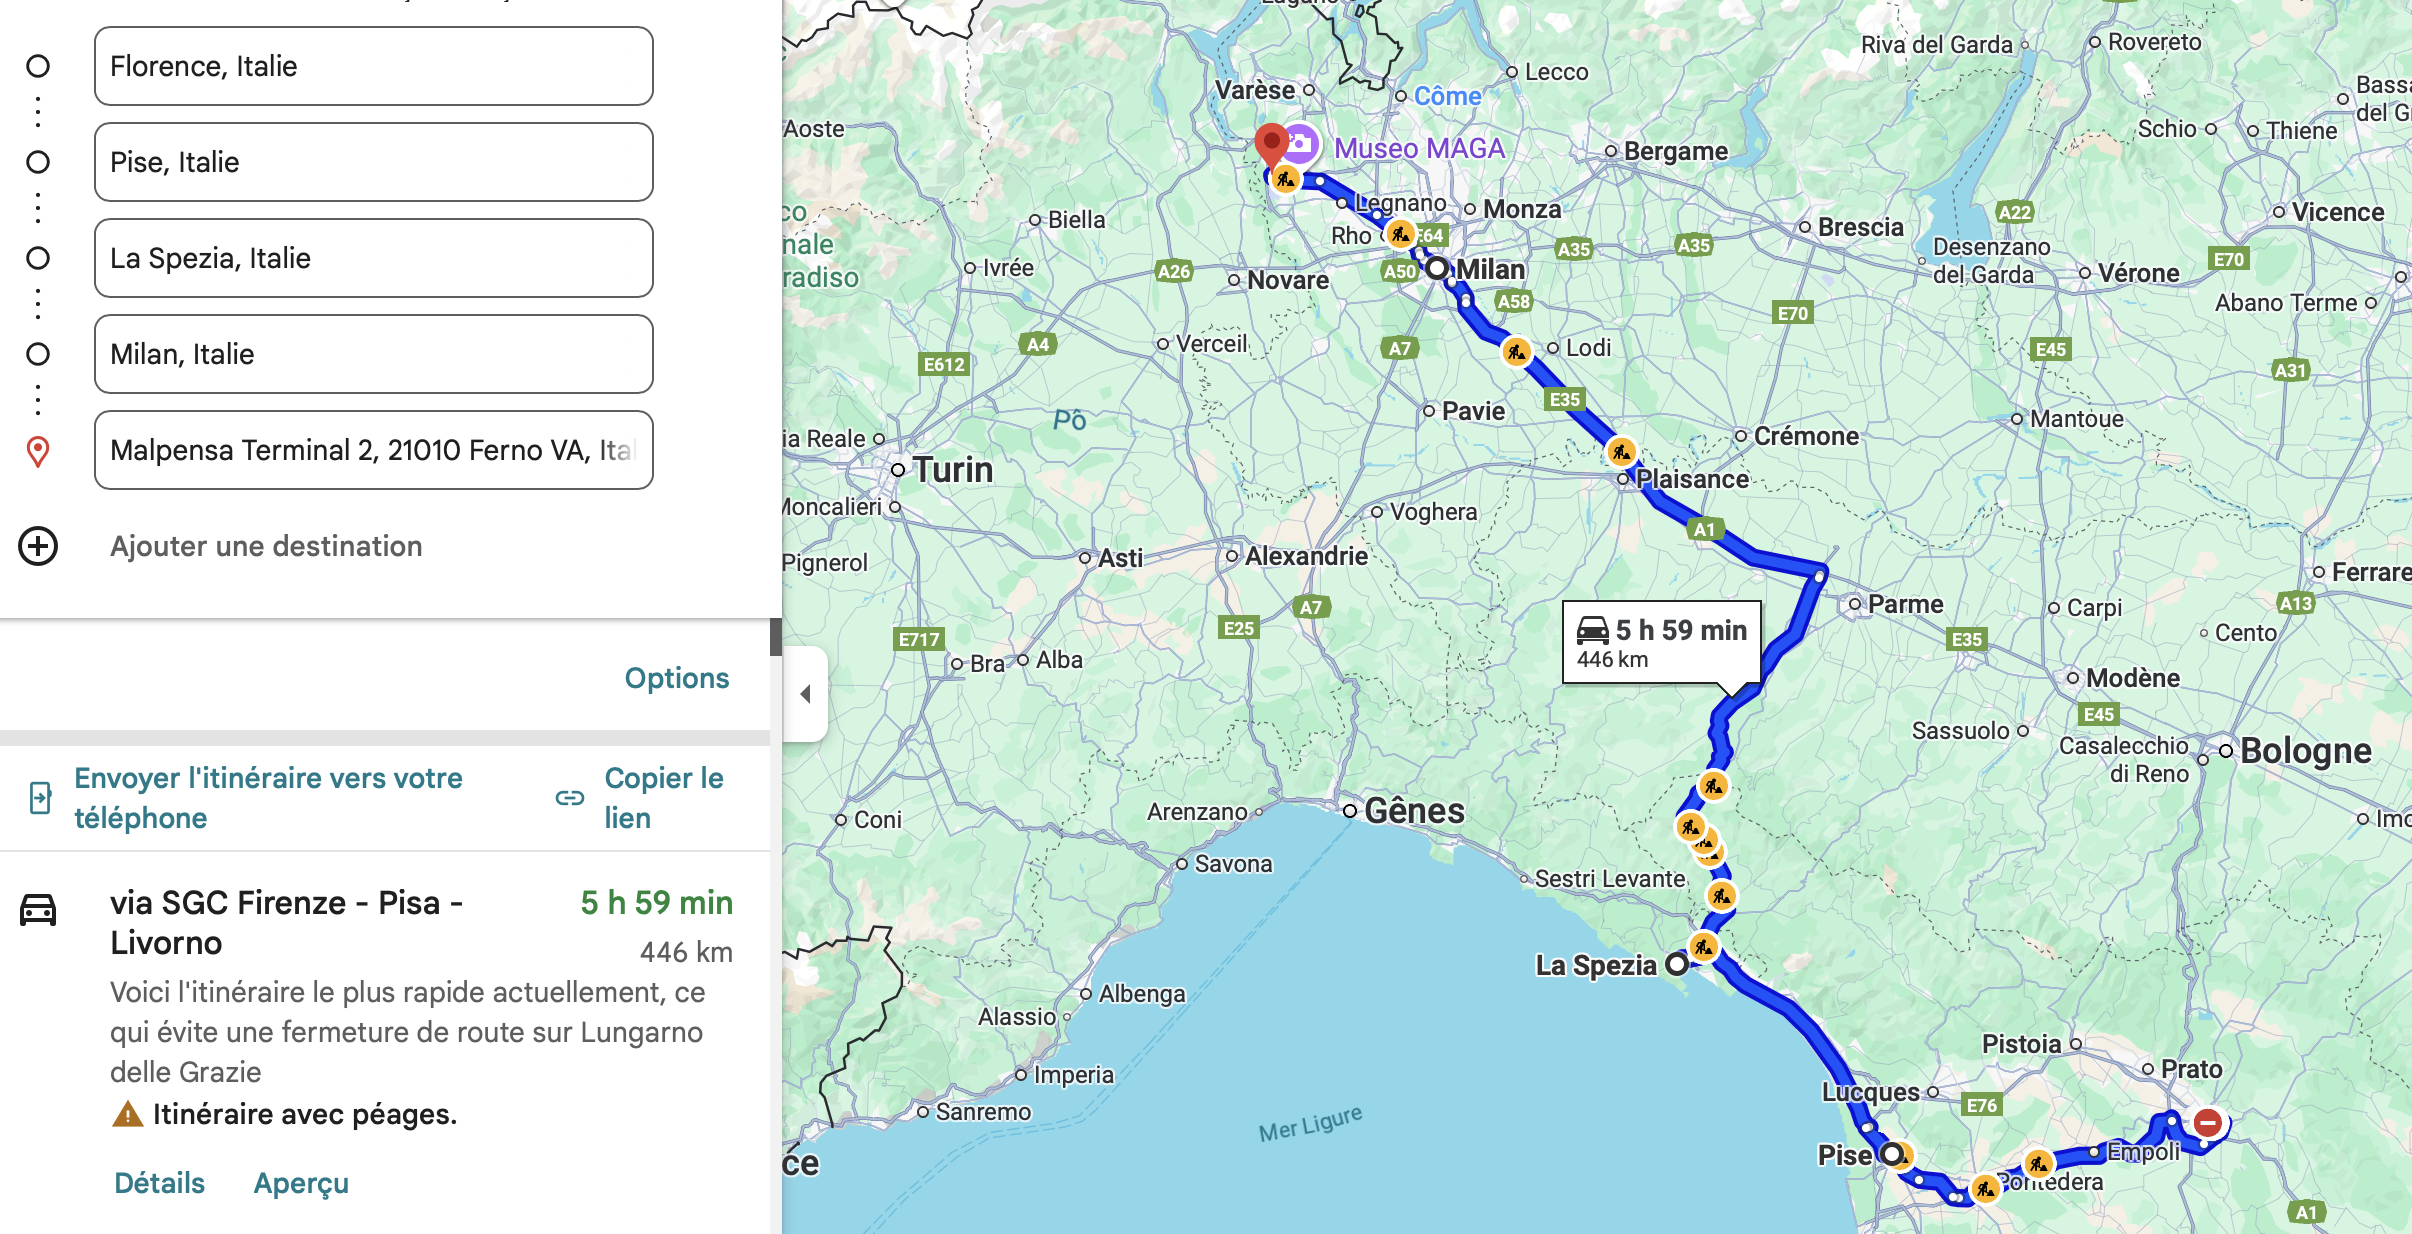 Florence, Italie
Pise, Italie
La Spezia, Italie
Milan, Italie
Malpensa Terminal 2, 21010 Ferno VA, Ital
Ajouter une destination
Options
Envoyer l'itinéraire vers votre
téléphone
Copier le
lien
via SGC Firenze - Pisa -
Livorno
5 h 59 min
446 km
Voici l'itinéraire le plus rapide actuellement, ce
qui évite une fermeture de route sur Lungarno
delle Grazie
Itinéraire avec péages.
Détails
Aperçu
Riva del Garda
Rovereto
Lecco
Varèse
Côme
Aoste
Museo MAGA
Bergame
Schio
Thiene
Bassa
del G
Legnano
Monza
Biella
Rho
E64
A35
A35
A22
Vicence
Brescia
Desenzano
del Garda
E70
Vérone
Ivrée
A26
Novare
A50
Milan
A58
Abano Terme
co
nale
radiso
E70
A4
Verceil
A7
Lodi
E45
A31
E612
E35
Pavie
Mantoue
Pô
ia Reale
Crémone
Turin
Plaisance
Moncalieri
Voghera
A1
Pignerol
Asti
Alexandrie
Ferrare
A7
Parme
Carpi
A13
E717
E25
5 h 59 min
446 km
E35
Cento
Bra
Alba
Modène
E45
Sassuolo
Casalecchio
di Reno
Bologne
Coni
Arenzano
Gênes
Imo
Savona
Sestri Levante
La Spezia
Albenga
Alassio
Pistoia
Imperia
Prato
Lucques
E76
Sanremo
Mer Ligure
Pise
Empoli
ce
Pontedera
A1